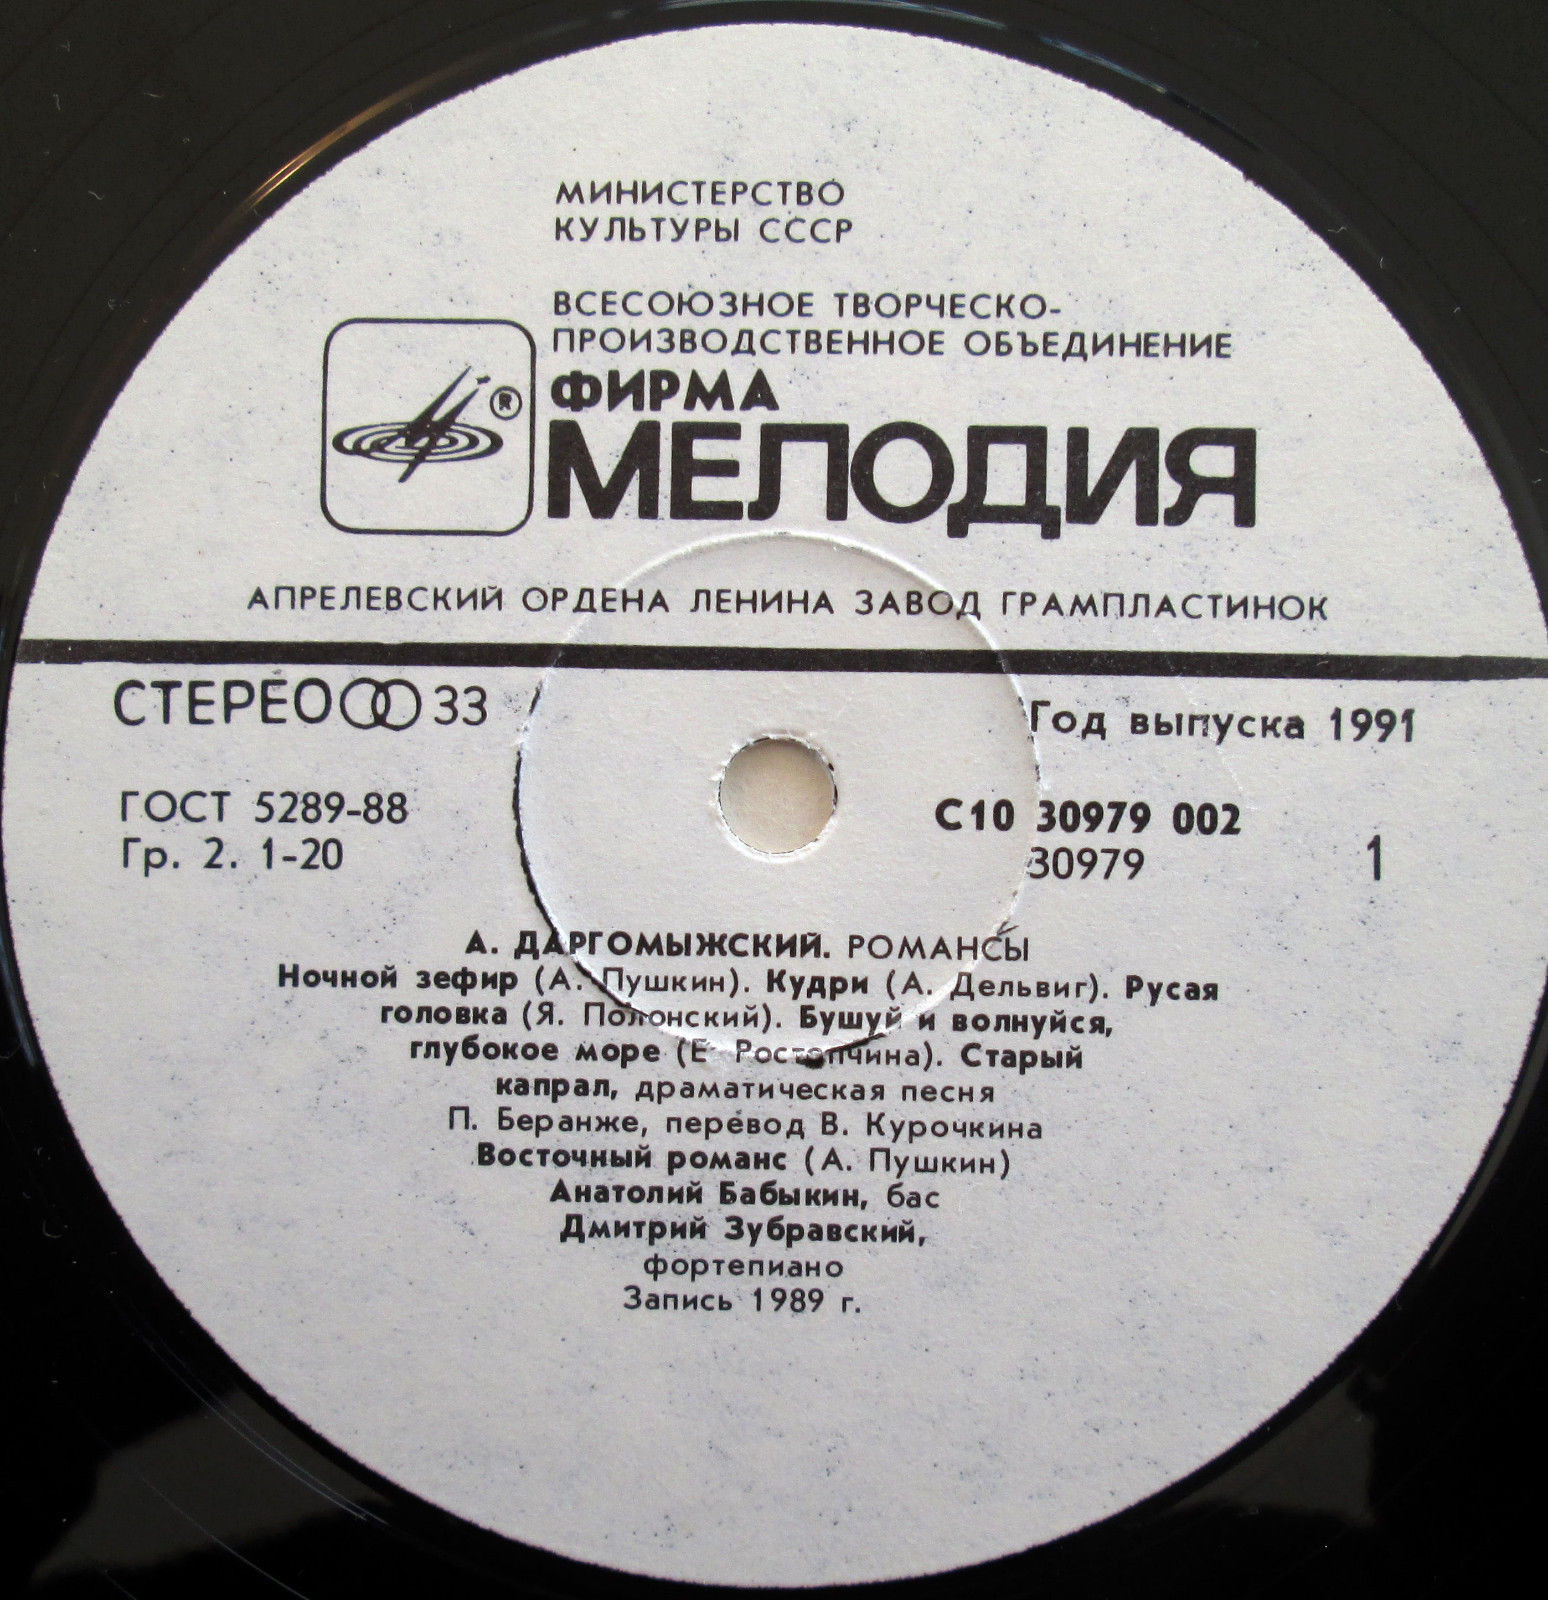 МИНИСТЕРСТВО
КУЛЬТУРЫ СССР
ВСЕСОЮЗНОЕ ТВОРЧЕСКО-
ПРОИЗВОДСТВЕННОЕ ОБЪЕДИНЕНИЕ
ФИРМА
®
МЕЛОДИЯ
АПРЕЛЕВСКИЙ ОРДЕНА ЛЕНИНА ЗАВОД ГРАМПЛАСТИНОК
СТЕРЕО 33
Год выпуска 1991
ГОСТ 5289-88
С10 30979 002
Гр. 2. 1-20
30979
1
А. ДАРГОМЫЖСКИЙ. РОМАНСЫ
Ночной зефир (А. Пушкин). Кудри (А. Дельвиг). Русая
головка (Я. Полонский). Бушуй и волнуйся,
глубокое море (Е. Ростопчина). Старый
капрал, драматическая песня
П. Беранже, перевод В. Курочкина
Восточный романс (А. Пушкин)
Анатолий Бабыкин, бас
Дмитрий Зубравский,
фортепиано
Запись 1989 г.